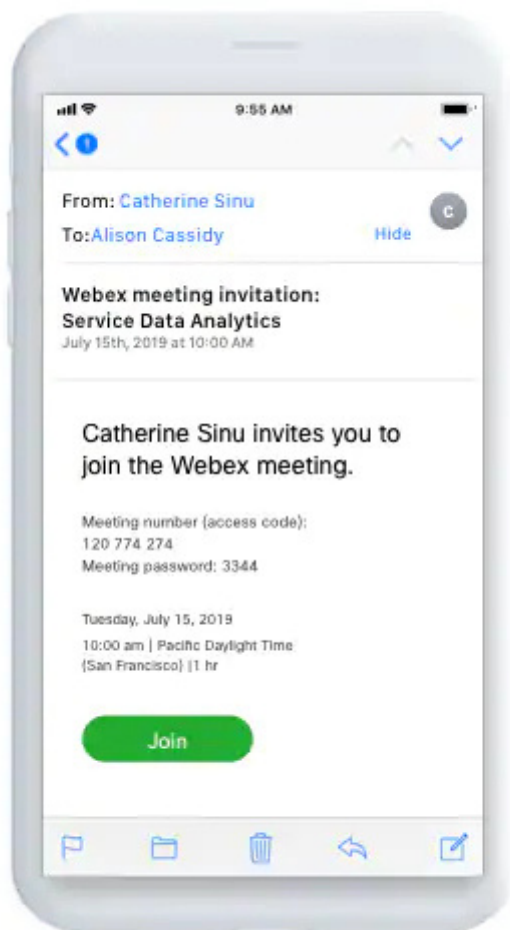 9:55 AM
1
From: Catherine Sinu
C
To:Alison Cassidy
Hide
Webex meeting invitation:
Service Data Analytics
July 15th, 2019 at 10:00 AM
Catherine Sinu invites you to
join the Webex meeting.
Meeting number (access code):
120 774 274
Meeting password: 3344
Tuesday, July 15, 2019
10:00 am | Pacific Daylight Time
(San Francisco) |1 hr
Join